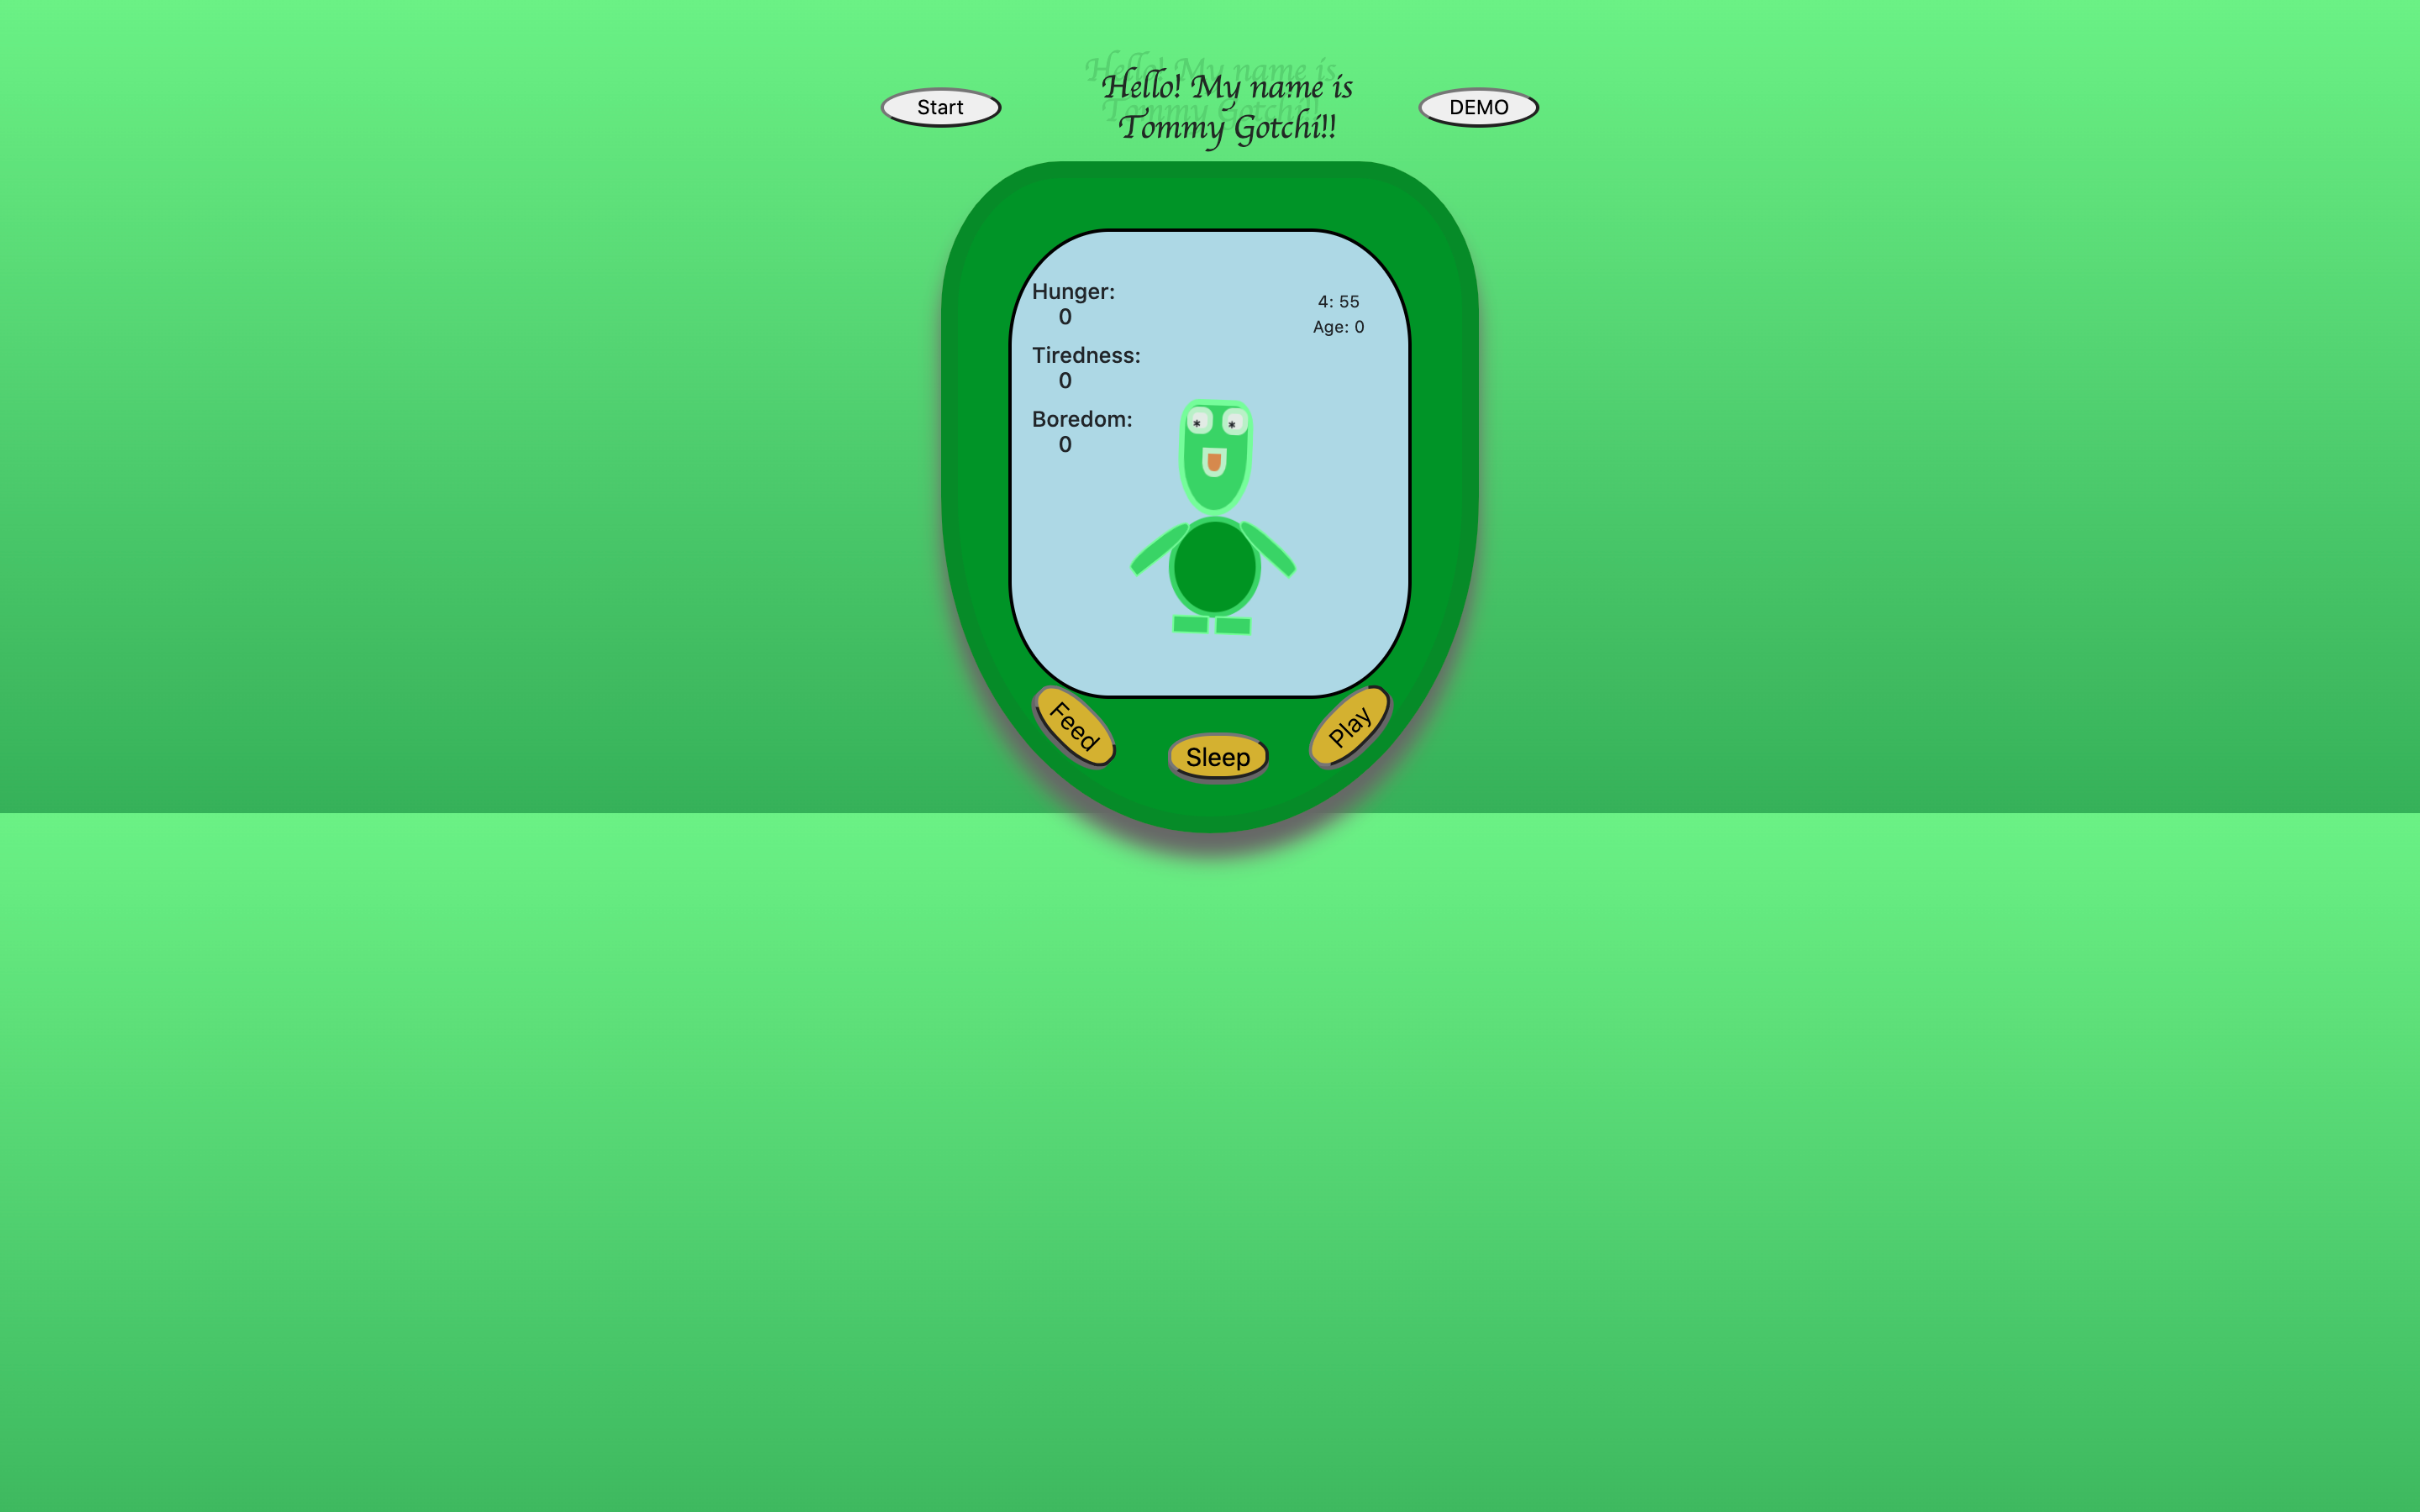 Hello! My name is
Tommy Gotchi!!
Start
DEMO
Hunger:
0
4: 55
Age: 0
Tiredness:
0
Boredom:
0
* *
Feed
Sleep
Play